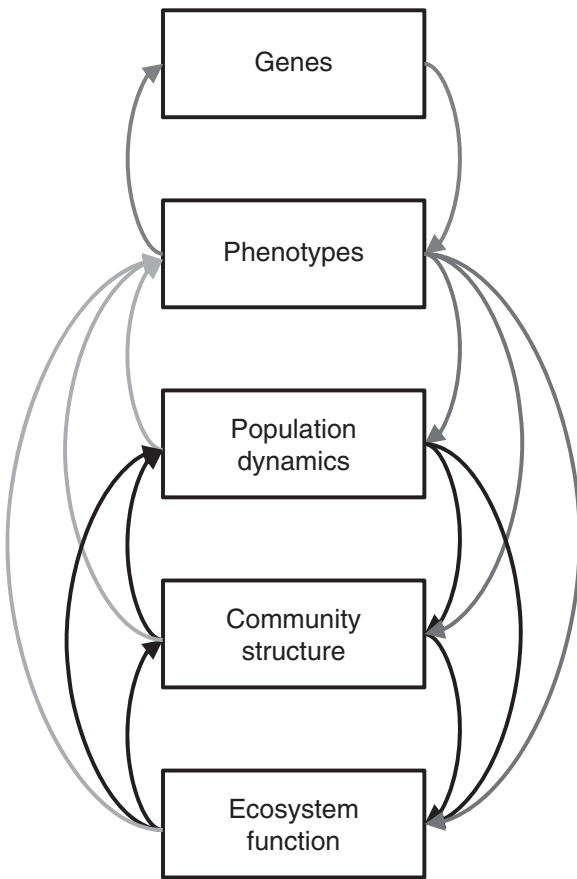 Genes
Phenotypes
Population
dynamics
Community
structure
Ecosystem
function